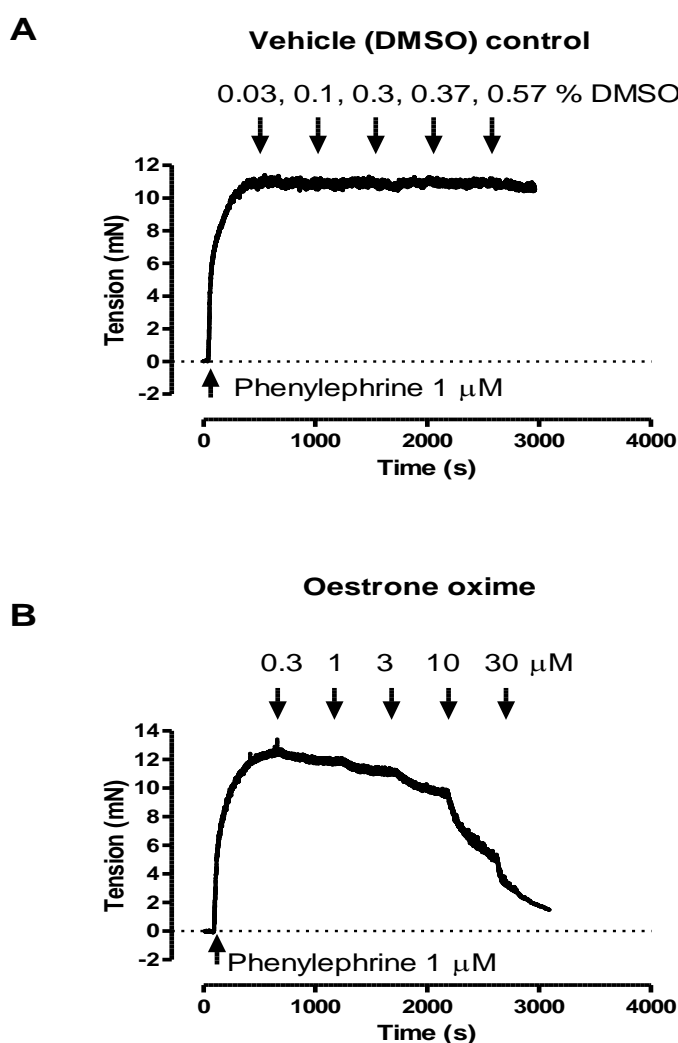 A
Vehicle (DMSO) control
0.03, 0.1, 0.3, 0.37, 0.57 % DMSO
12
10
8
6
4
2
0
-2
Tension (mN)
Phenylephrine 1 μM
0 1000 2000 3000 4000
Time (s)
Oestrone oxime
B
0.3 1 3 10 30 μM
14
12
10
8
6
4
2
0
-2
Tension (mN)
Phenylephrine 1 μM
0 1000 2000 3000 4000
Time (s)